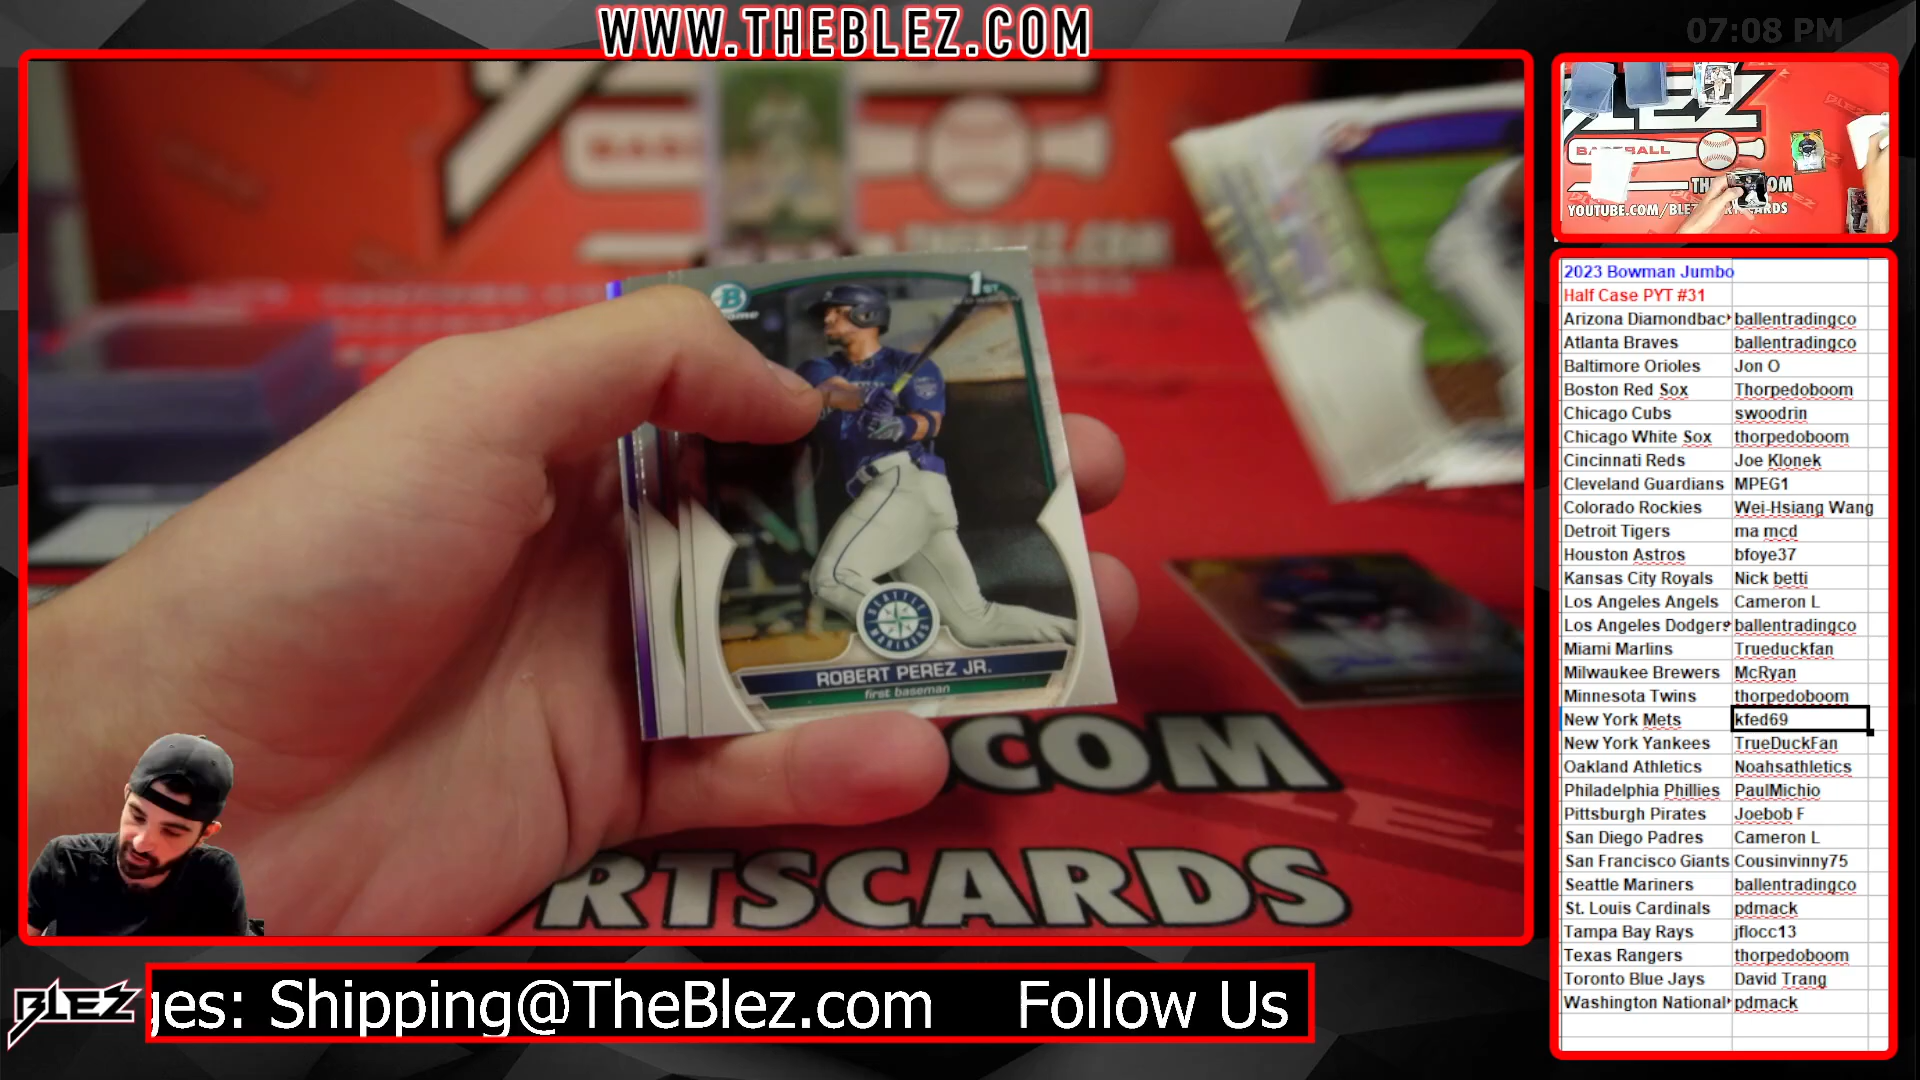 WWW.THEBLEZ.COM
07:08 PM
1ST
ROBERT PEREZ JR.
first baseman
SEATTLE
MARINERS
.COM
RTSCARDS
BASEBALL
YOUTUBE.COM/BLEZ
2023 Bowman Jumbo
Half Case PYT #31
Arizona Diamondbac ballentradingco
Atlanta Braves ballentradingco
Baltimore Orioles Jon O
Boston Red Sox Thorpedoboom
Chicago Cubs swoodrin
Chicago White Sox thorpedoboom
Cincinnati Reds Joe Klonek
Cleveland Guardians MPEG1
Colorado Rockies Wei-Hsiang Wang
Detroit Tigers ma mcd
Houston Astros bfoye37
Kansas City Royals Nick betti
Los Angeles Angels Cameron L
Los Angeles Dodgers ballentradingco
Miami Marlins Trueduckfan
Milwaukee Brewers McRyan
Minnesota Twins thorpedoboom
New York Mets kfed69
New York Yankees TrueDuckFan
Oakland Athletics Noahsathletics
Philadelphia Phillies PaulMichio
Pittsburgh Pirates Joebob F
San Diego Padres Cameron L
San Francisco Giants Cousinvinny75
Seattle Mariners ballentradingco
St. Louis Cardinals pdmack
Tampa Bay Rays jflocc13
Texas Rangers thorpedoboom
Toronto Blue Jays David Trang
Washington National pdmack
BLEZ
ges: Shipping@TheBlez.com Follow Us